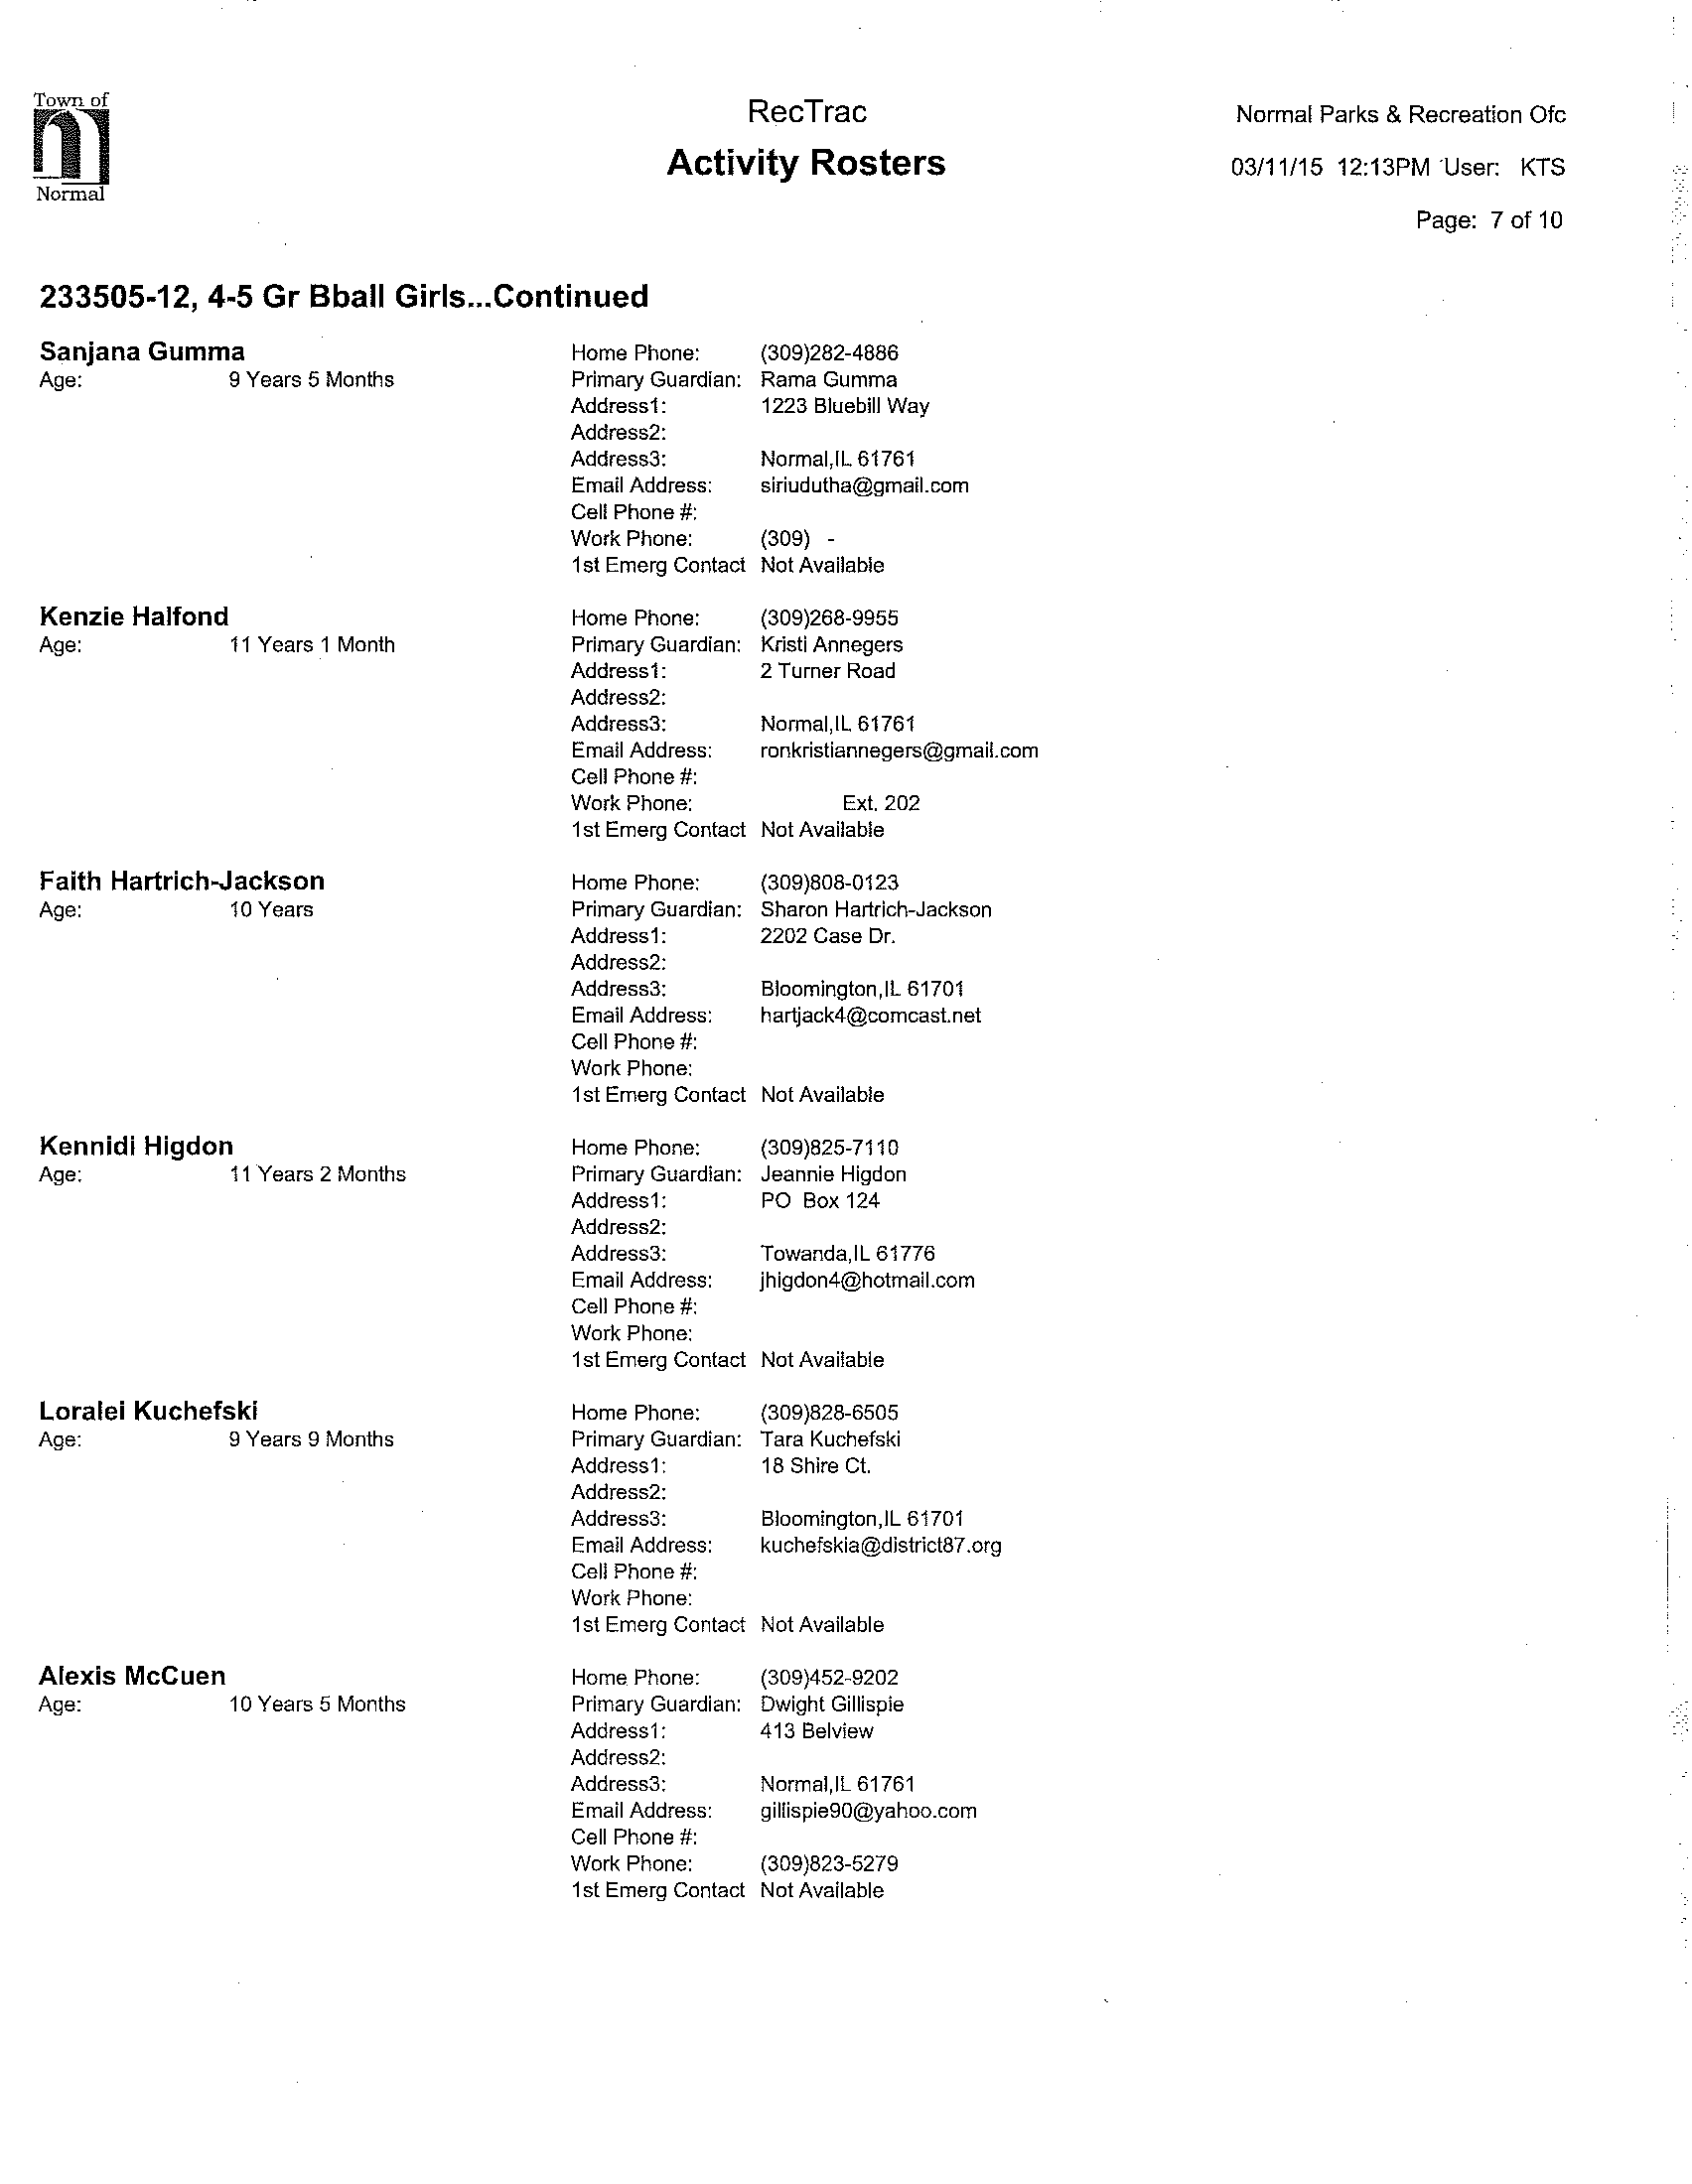 Town of
Normal
RecTrac
Activity Rosters
Normal Parks & Recreation Ofc
03/11/15 12:13PM User: KTS
Page: 7 of 10
233505-12, 4-5 Gr Bball Girls...Continued
Sanjana Gumma Home Phone: (309)282-4886
Age: 9 Years 5 Months Primary Guardian: Rama Gumma
Address1: 1223 Bluebill Way
Address2:
Address3: Normal,IL 61761
Email Address: siriudutha@gmail.com
Cell Phone #:
Work Phone: (309) -
1st Emerg Contact Not Available
Kenzie Halfond Home Phone: (309)268-9955
Age: 11 Years 1 Month Primary Guardian: Kristi Annegers
Address1: 2 Turner Road
Address2:
Address3: Normal,IL 61761
Email Address: ronkristiannegers@gmail.com
Cell Phone #:
Work Phone: Ext. 202
1st Emerg Contact Not Available
Faith Hartrich-Jackson Home Phone: (309)808-0123
Age: 10 Years Primary Guardian: Sharon Hartrich-Jackson
Address1: 2202 Case Dr.
Address2:
Address3: Bloomington,IL 61701
Email Address: hartjack4@comcast.net
Cell Phone #:
Work Phone:
1st Emerg Contact Not Available
Kennidi Higdon Home Phone: (309)825-7110
Age: 11 Years 2 Months Primary Guardian: Jeannie Higdon
Address1: PO Box 124
Address2:
Address3: Towanda,IL 61776
Email Address: jhigdon4@hotmail.com
Cell Phone #:
Work Phone:
1st Emerg Contact Not Available
Loralei Kuchefski Home Phone: (309)828-6505
Age: 9 Years 9 Months Primary Guardian: Tara Kuchefski
Address1: 18 Shire Ct.
Address2:
Address3: Bloomington,IL 61701
Email Address: kuchefskia@district87.org
Cell Phone #:
Work Phone:
1st Emerg Contact Not Available
Alexis McCuen Home Phone: (309)452-9202
Age: 10 Years 5 Months Primary Guardian: Dwight Gillispie
Address1: 413 Belview
Address2:
Address3: Normal,IL 61761
Email Address: gillispie90@yahoo.com
Cell Phone #:
Work Phone: (309)823-5279
1st Emerg Contact Not Available